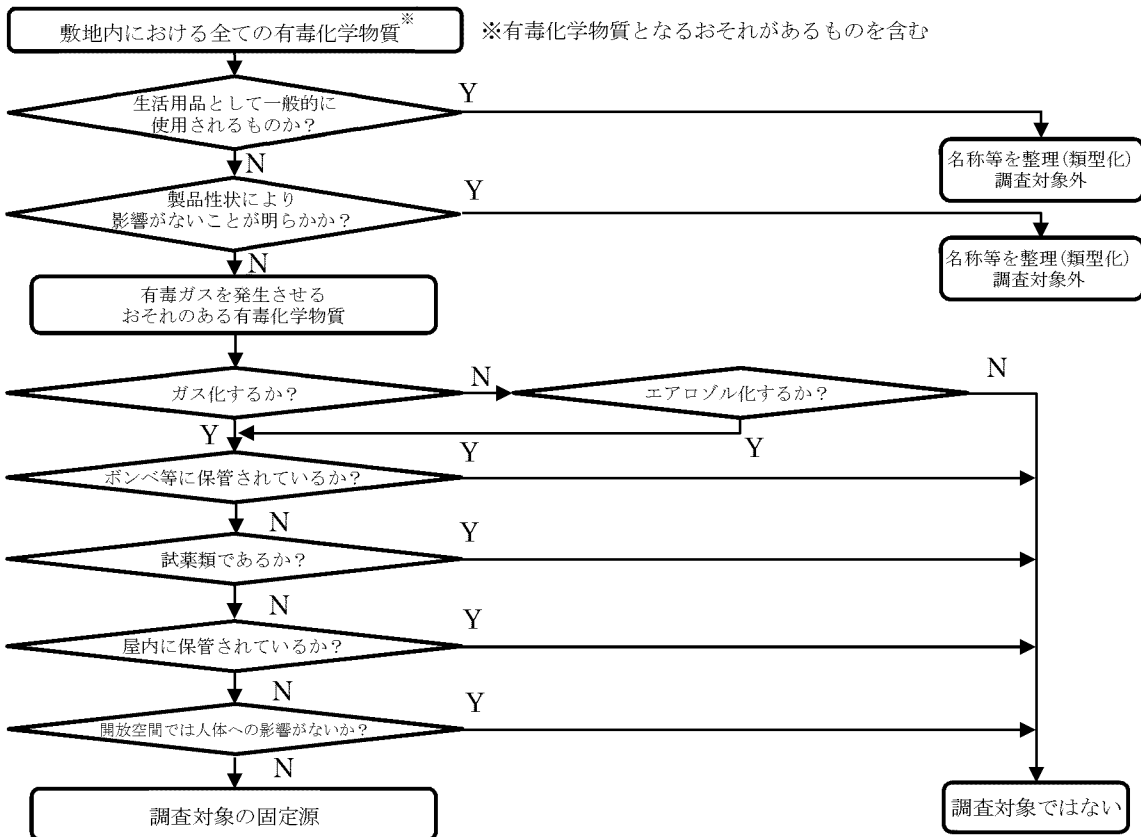 敷地内における全ての有毒化学物質※
※有毒化学物質となるおそれがあるものを含む
生活用品として一般的に
使用されるものか？
Y
N
名称等を整理(類型化)
調査対象外
製品性状により
影響がないことが明らかか？
Y
N
名称等を整理(類型化)
調査対象外
有毒ガスを発生させる
おそれのある有毒化学物質
ガス化するか？
N
エアロゾル化するか？
N
Y
Y
ボンベ等に保管されているか？
Y
N
試薬類であるか？
Y
N
屋内に保管されているか？
Y
N
開放空間では人体への影響がないか？
Y
N
調査対象の固定源
調査対象ではない